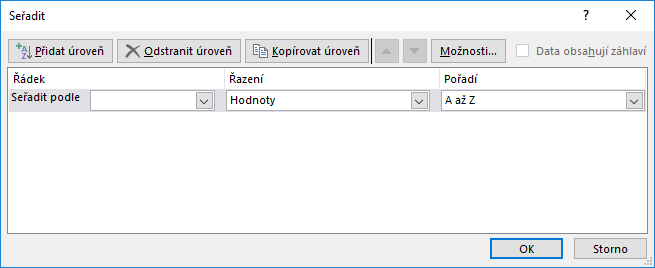 Seřadit ?
Přidat úroveň Odstranit úroveň Kopírovat úroveň Možnosti... Data obsahují záhlaví
Řádek Řazení Pořadí
Seřadit podle Hodnoty A až Z
OK Storno